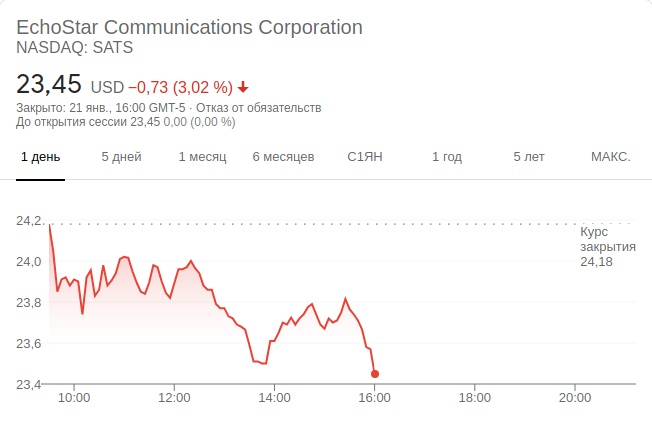 EchoStar Communications Corporation
NASDAQ: SATS
23,45 USD −0,73 (3,02 %)
Закрыто: 21 янв., 16:00 GMT-5 · Отказ от обязательств
До открытия сессии 23,45 0,00 (0,00 %)
1 день 5 дней 1 месяц 6 месяцев С1ЯН 1 год 5 лет МАКС.
24,2
Курс
закрытия
24,18
24,0
23,8
23,6
23,4
10:00 12:00 14:00 16:00 18:00 20:00